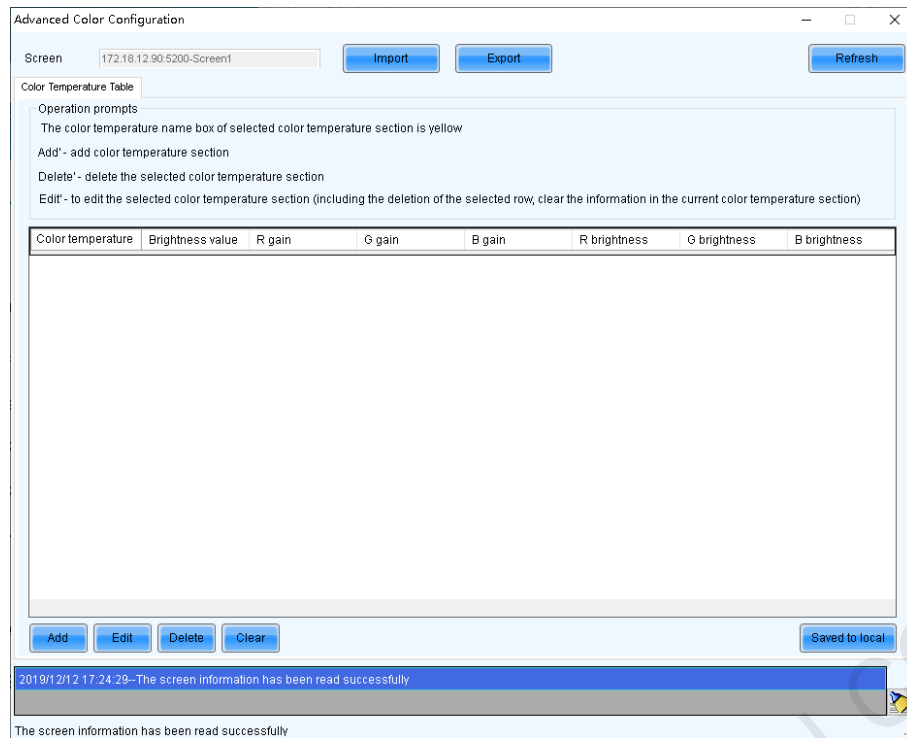 Advanced Color Configuration
Screen 172.18.12.90:5200-Screen1 Import Export Refresh
Color Temperature Table
Operation prompts
The color temperature name box of selected color temperature section is yellow
Add'- add color temperature section
Delete'- delete the selected color temperature section
Edit'- to edit the selected color temperature section (including the deletion of the selected row, clear the information in the current color temperature section)
Color temperature Brightness value R gain G gain B gain R brightness G brightness B brightness
Add Edit Delete Clear Saved to local
2019/12/12 17:24:29--The screen information has been read successfully
The screen information has been read successfully